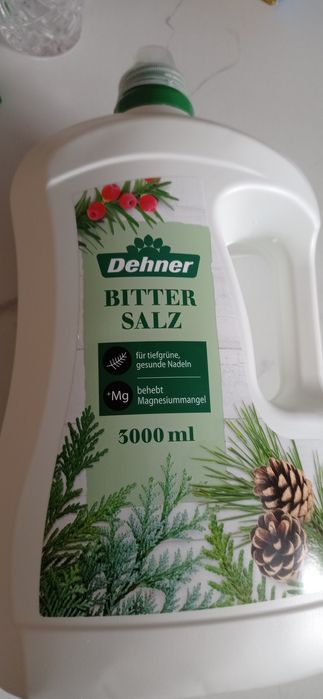 Dehner
BITTER
SALZ
für tiefgrüne,
gesunde Nadeln
+Mg
behebt
Magnesiummangel
3000 ml